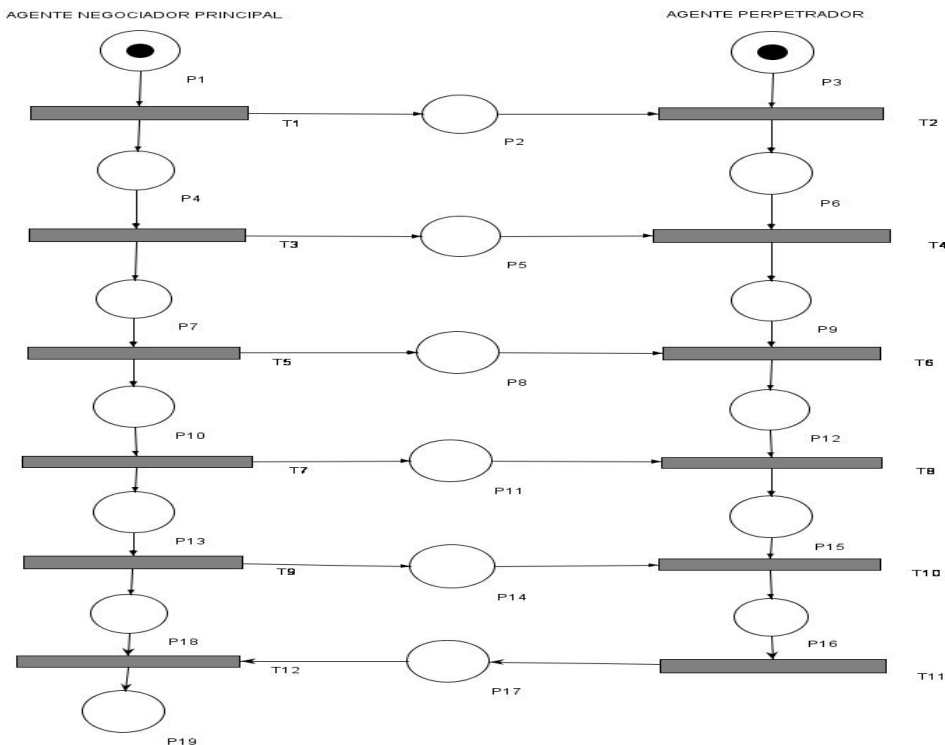 AGENTE NEGOCIADOR PRINCIPAL
AGENTE PERPETRADOR
P1
P3
T1
P2
T2
P4
P6
T3
P5
T4
P7
P9
T5
P8
T6
P10
P12
T7
P11
T8
P13
P15
T9
P14
T10
P18
P16
T12
P17
T11
P19